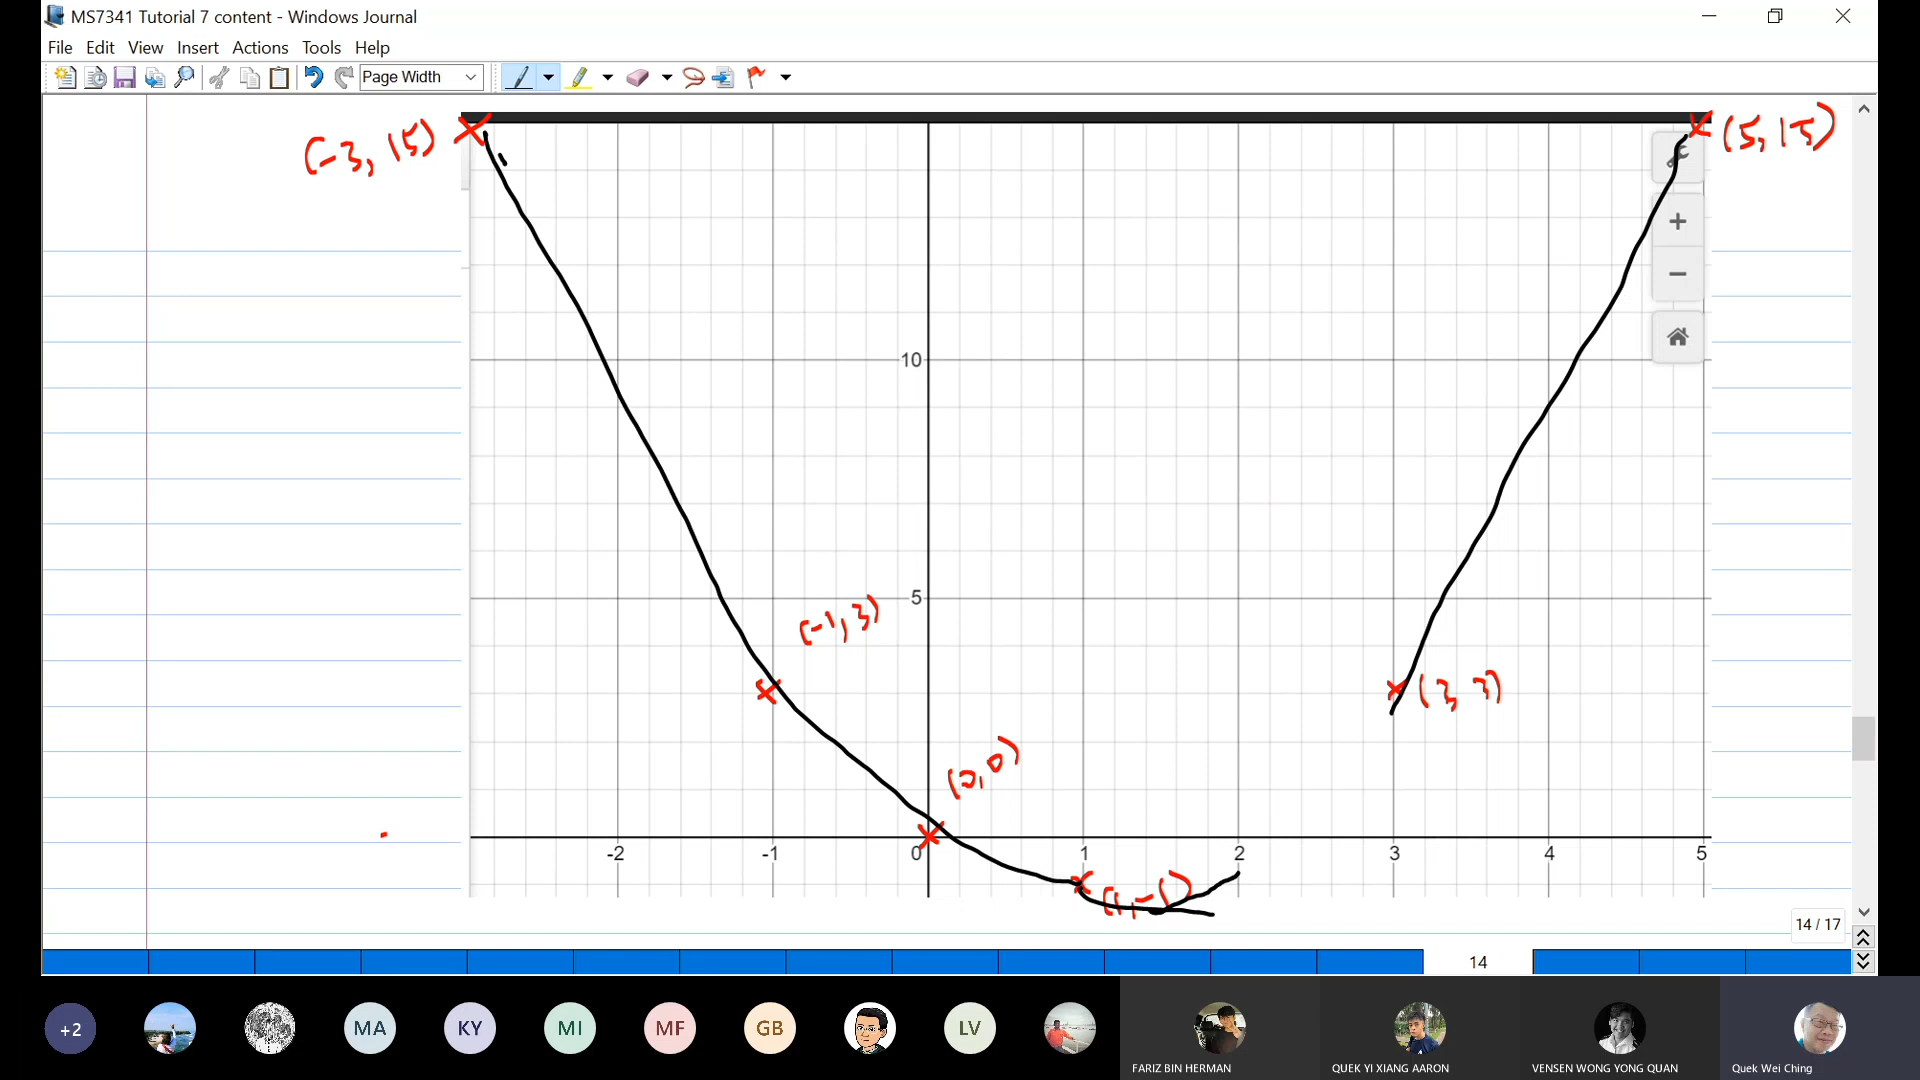 MS7341 Tutorial 7 content - Windows Journal
File Edit View Insert Actions Tools Help
Page Width
(-3, 15)
(5, 15)
+
−
10
5
(-1, 3)
(3, 3)
(0, 0)
-2 -1 0 1 2 3 4 5
(1, -1)
14 / 17
14
+2 MA KY MI MF GB LV
FARIZ BIN HERMAN QUEK YI XIANG AARON VENSEN WONG YONG QUAN Quek Wei Ching